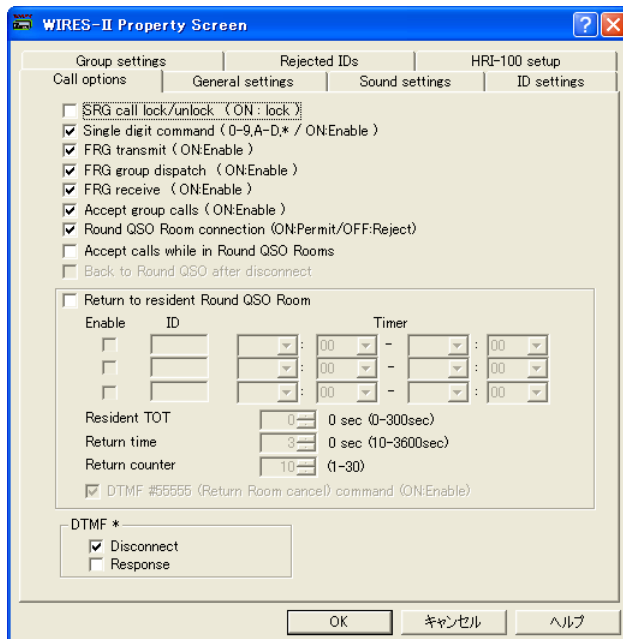 WIRES-II Property Screen
Group settings Rejected IDs HRI-100 setup
Call options General settings Sound settings ID settings
SRG call lock/unlock ( ON : lock )
Single digit command ( 0-9,A-D,* / ON:Enable )
FRG transmit ( ON:Enable )
FRG group dispatch ( ON:Enable )
FRG receive ( ON:Enable )
Accept group calls ( ON:Enable )
Round QSO Room connection (ON:Permit/OFF:Reject)
Accept calls while in Round QSO Rooms
Back to Round QSO after disconnect
Return to resident Round QSO Room
Enable ID Timer
: 00 - : 00
: 00 - : 00
: 00 - : 00
Resident TOT 0 0 sec (0-300sec)
Return time 3 0 sec (10-3600sec)
Return counter 10 (1-30)
DTMF #55555 (Return Room cancel) command (ON:Enable)
DTMF *
Disconnect
Response
OK キャンセル ヘルプ